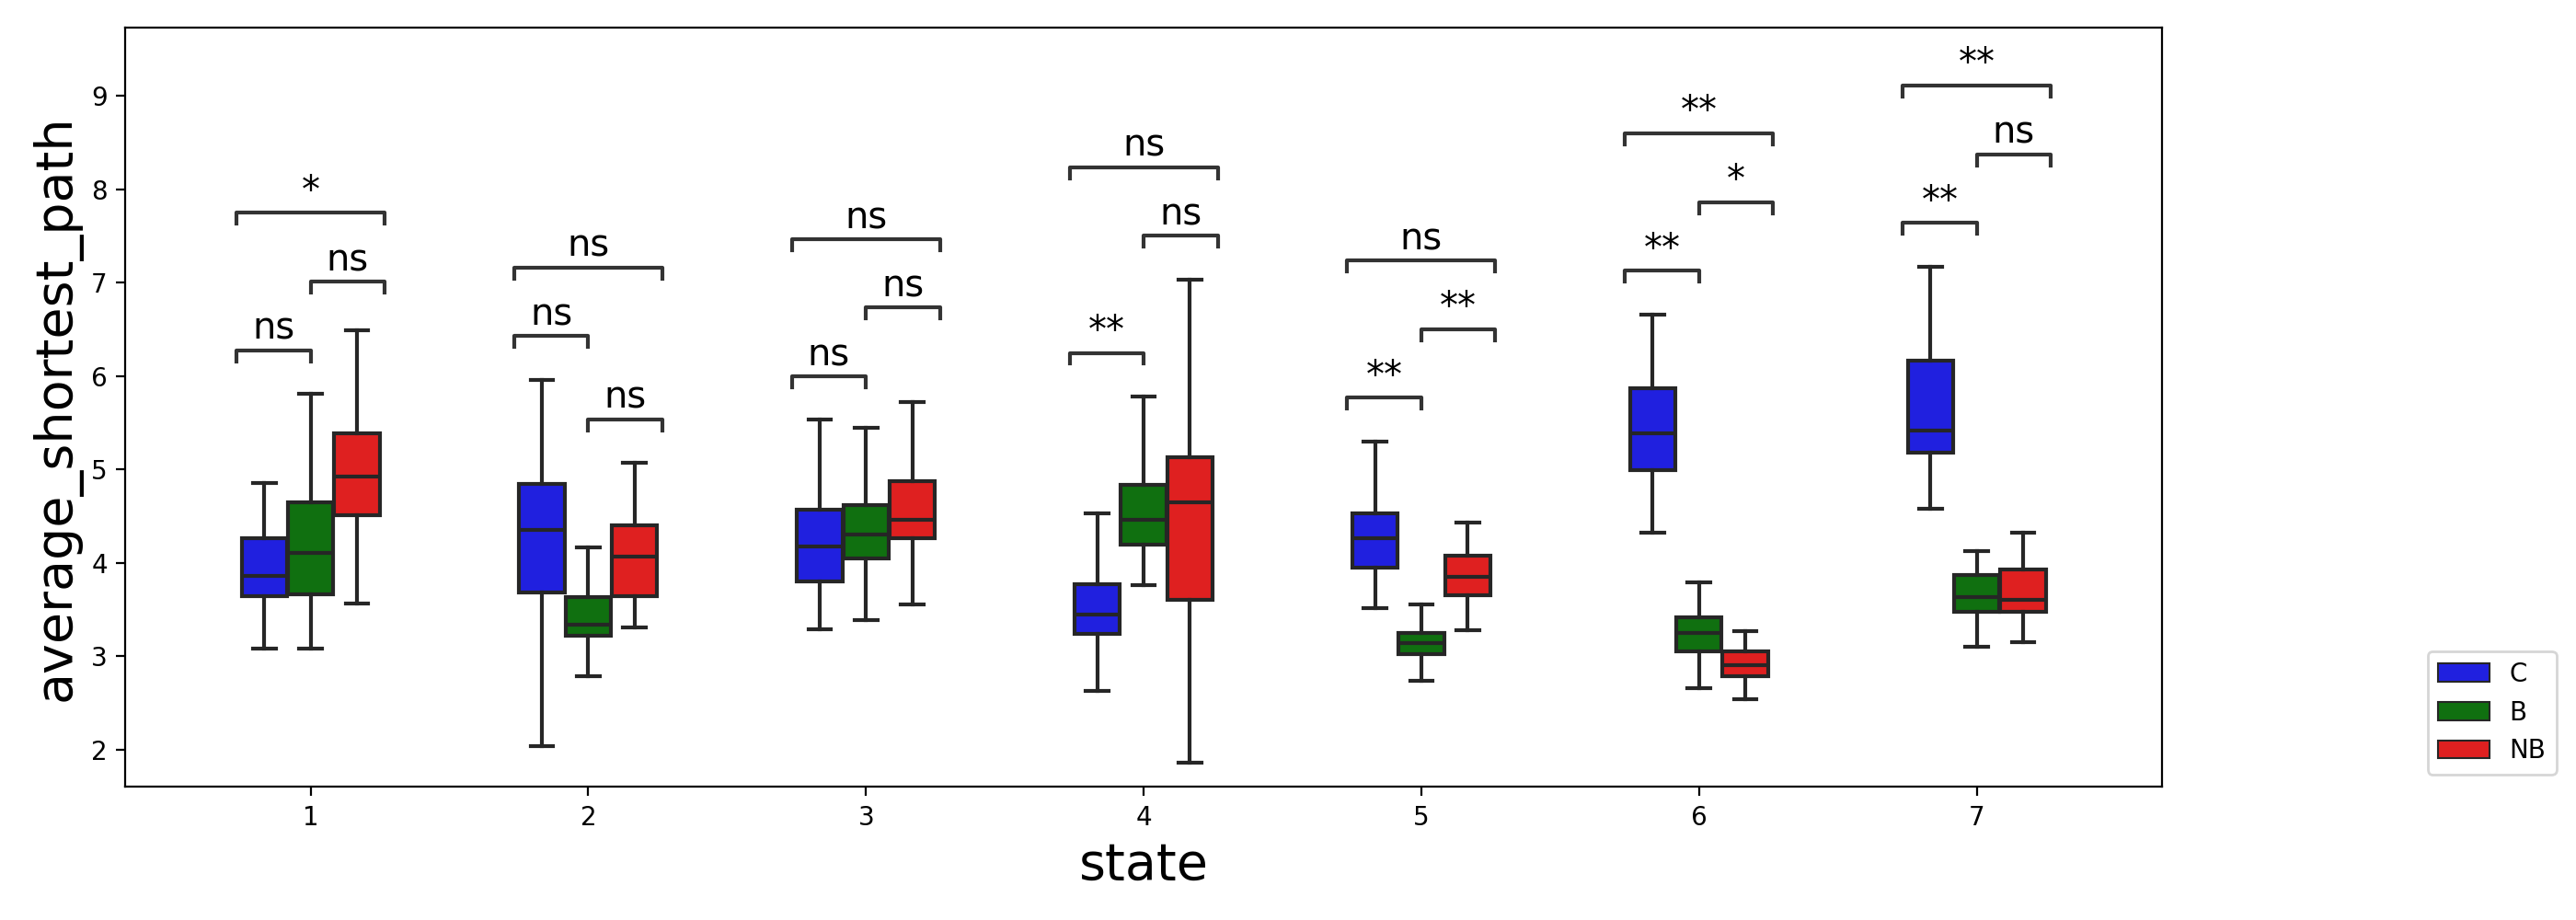 average_shortest_path
9
8
7
6
5
4
3
2
* ns ns
ns ns ns
ns ns ns
ns ns **
ns ** **
** * **
** ns **
1 2 3 4 5 6 7
state
C
B
NB